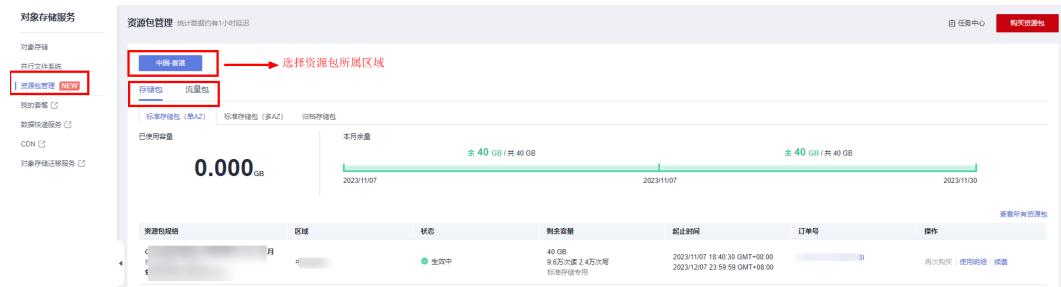 对象存储服务
对象存储
并行文件系统
资源包管理 NEW
我的套餐
数据快递服务
CDN
对象存储迁移服务
资源包管理 统计数据约有1小时延迟
任务中心
购买资源包
中国-香港
选择资源包所属区域
存储包 流量包
标准存储包（单AZ） 标准存储包（多AZ） 归档存储包
已使用容量
0.000GB
本月余量
余 40 GB / 共 40 GB
余 40 GB / 共 40 GB
2023/11/07
2023/11/07
2023/11/30
查看所有资源包
资源包规格 区域 状态 剩余容量 起止时间 订单号 操作
月
生效中
40 GB
9.6万次读 2.4万次写
标准存储专用
2023/11/07 18:40:30 GMT+08:00
2023/12/07 23:59:59 GMT+08:00
再次购买 使用明细 续费